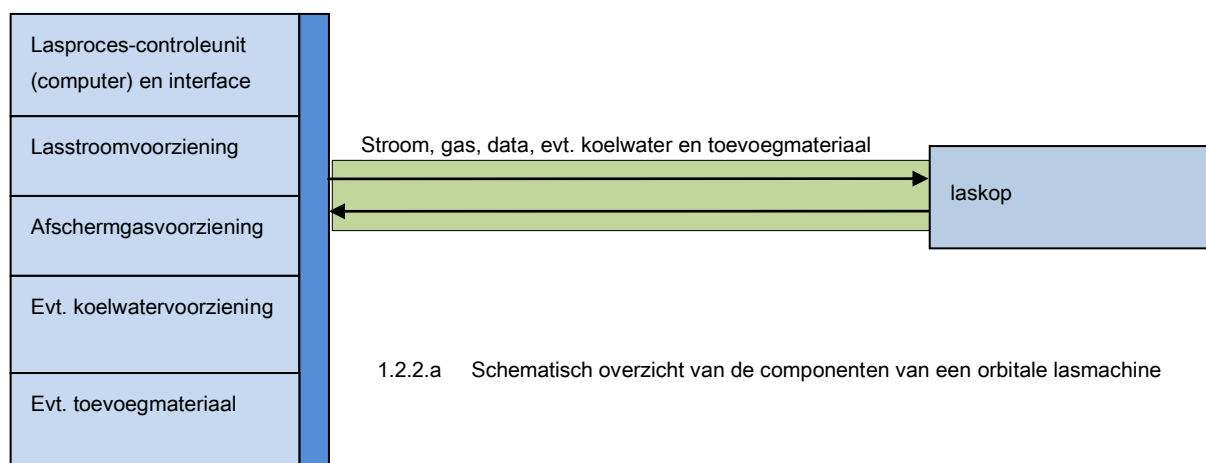 Lasproces-controleunit
(computer) en interface
Lasstroomvoorziening
Afschermgasvoorziening
Evt. koelwatervoorziening
Evt. toevoegmateriaal
Stroom, gas, data, evt. koelwater en toevoegmateriaal
laskop
1.2.2.a Schematisch overzicht van de componenten van een orbitale lasmachine